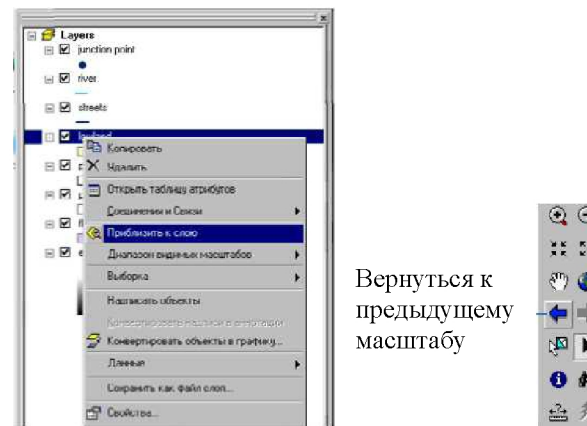 Layers
junction point
river
streets
lowland
Копировать
Удалить
Открыть таблицу атрибутов
Соединения и Связи
Приблизить к слою
Диапазон видимых масштабов
Выборка
Надписать объекты
Конвертировать надписи в аннотации
Конвертировать объекты в графику...
Данные
Сохранить как файл слоя...
Свойства...
Вернуться к
предыдущему
масштабу